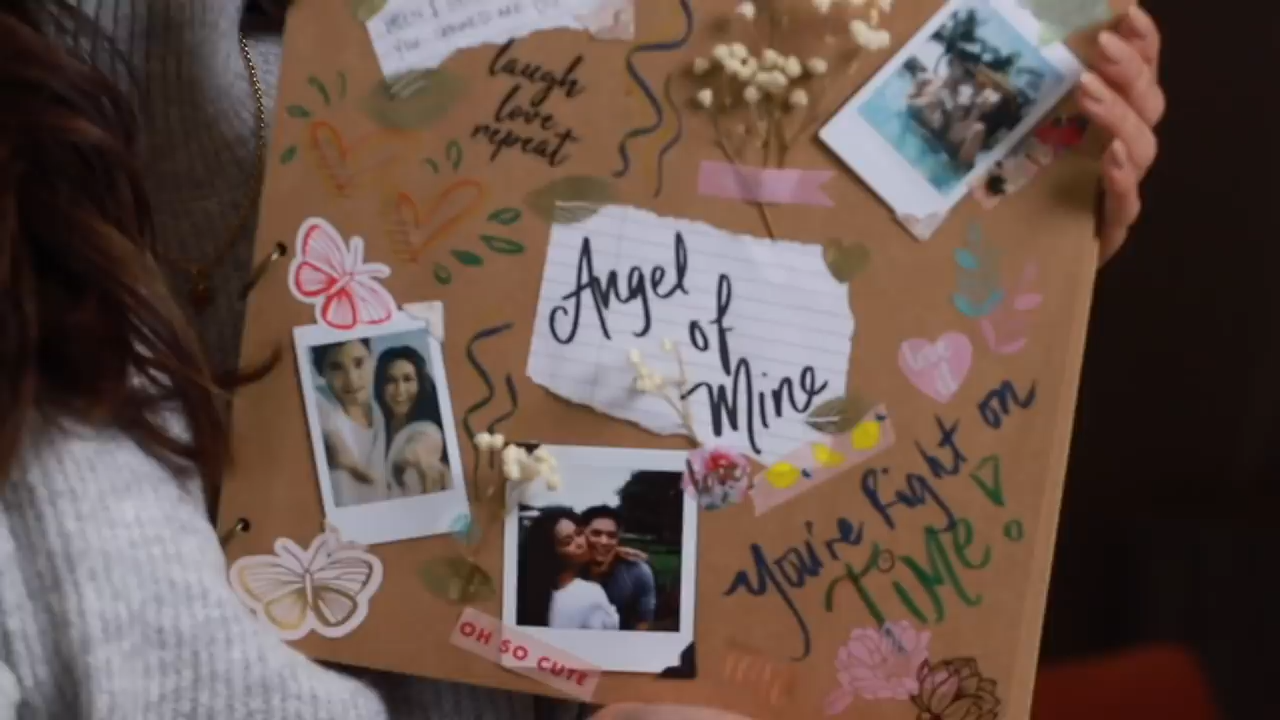 laugh
love
repeat
Angel
of
Mine
You're Right on
TiMe!
OH SO CUTE